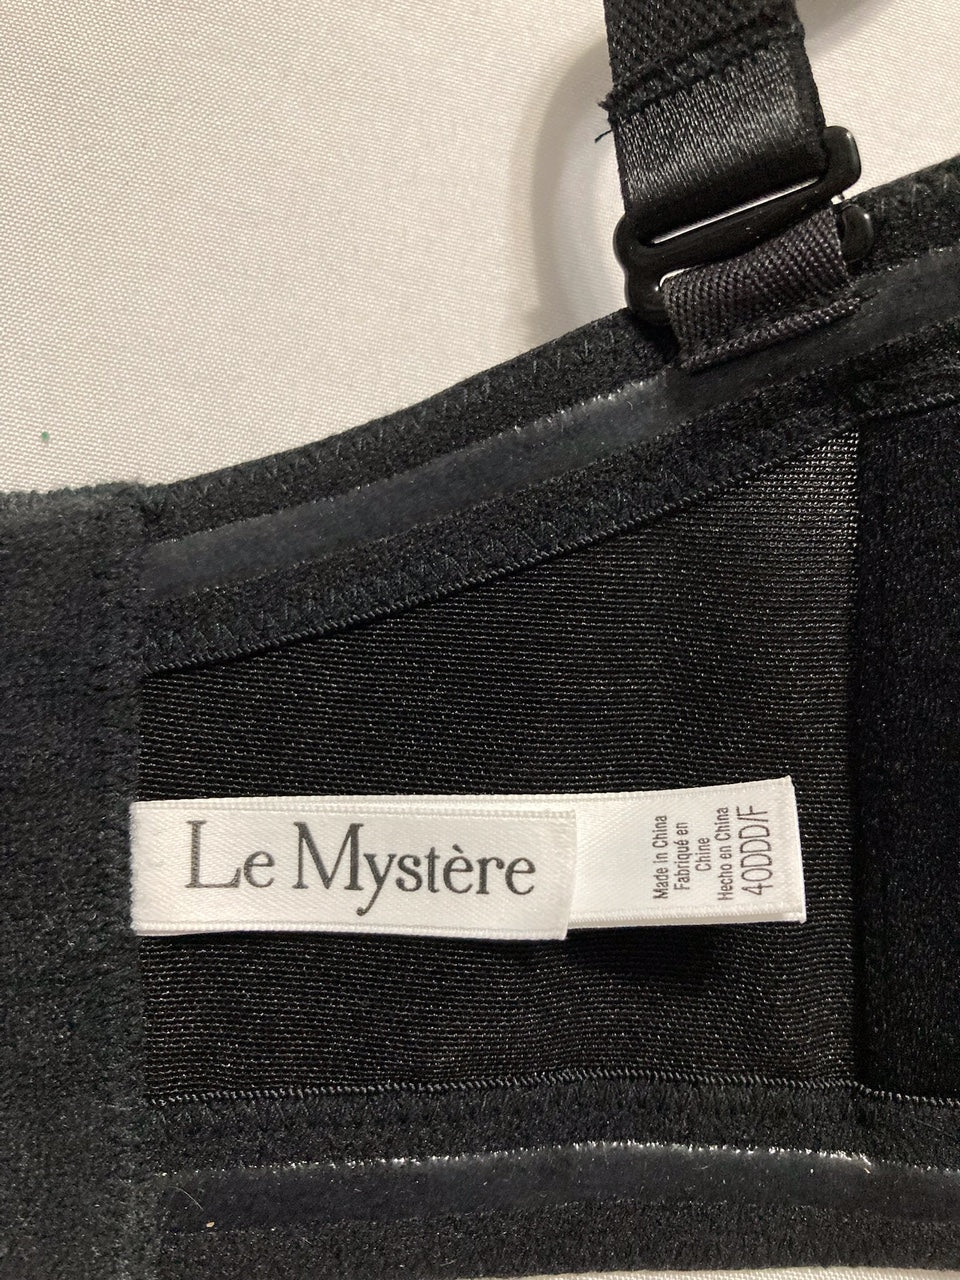 Le Mystère
Made in China
Fabriqué en
Chine
Hecho en China
40DDD/F